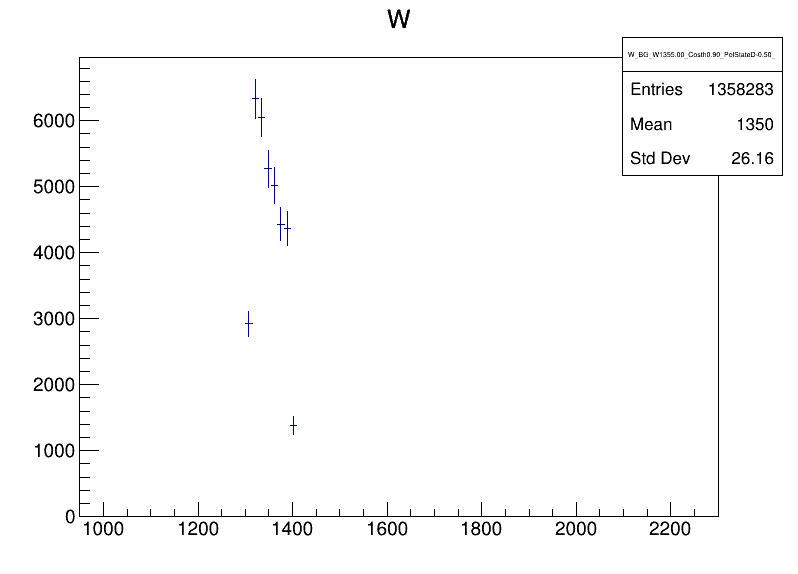 W
W_BG_W1355.00_Costh0.90_PolStateD-0.50_
Entries 1358283
Mean 1350
Std Dev 26.16
6000
5000
4000
3000
2000
1000
0
1000 1200 1400 1600 1800 2000 2200